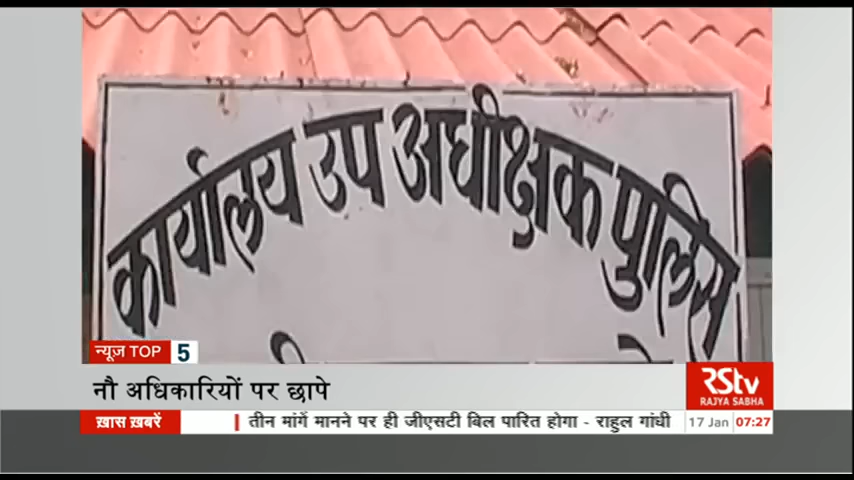 कार्यालय उप अधीक्षक पुलिस
न्यूज़ TOP 5
नौ अधिकारियों पर छापे
RStv
RAJYA SABHA
ख़ास ख़बरें
तीन मांगें मानने पर ही जीएसटी बिल पारित होगा - राहुल गांधी
17 Jan 07:27